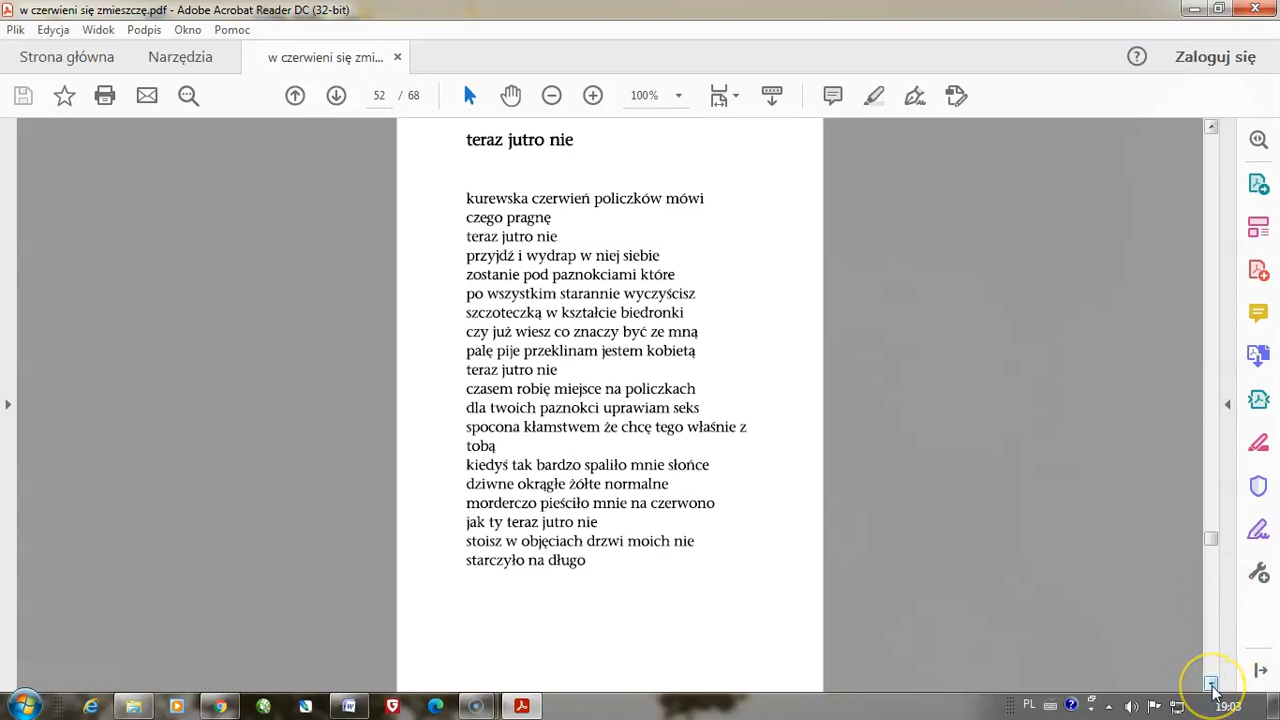 w czerwieni się zmieszczę.pdf - Adobe Acrobat Reader DC (32-bit)
Plik Edycja Widok Podpis Okno Pomoc
Strona główna Narzędzia w czerwieni się zmi... Zaloguj się
52 / 68 100%
teraz jutro nie
kurewska czerwień policzków mówi
czego pragnę
teraz jutro nie
przyjdź i wydrap w niej siebie
zostanie pod paznokciami które
po wszystkim starannie wyczyścisz
szczoteczką w kształcie biedronki
czy już wiesz co znaczy być ze mną
palę pije przeklinam jestem kobietą
teraz jutro nie
czasem robię miejsce na policzkach
dla twoich paznokci uprawiam seks
spocona kłamstwem że chcę tego właśnie z
tobą
kiedyś tak bardzo spaliło mnie słońce
dziwne okrągłe żółte normalne
morderczo pieściło mnie na czerwono
jak ty teraz jutro nie
stoisz w objęciach drzwi moich nie
starczyło na długo
PL 19:03